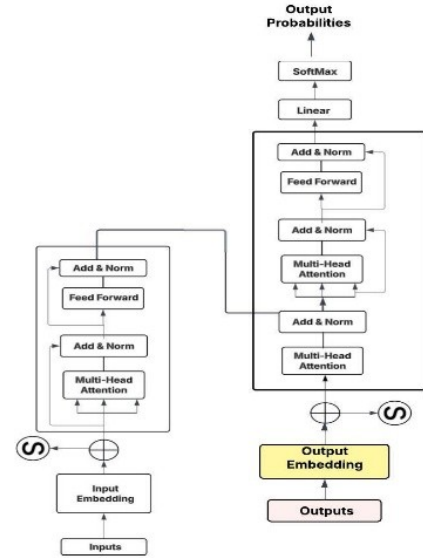 Output
Probabilities
SoftMax
Linear
Add & Norm
Feed Forward
Add & Norm
Multi-Head
Attention
Add & Norm
Multi-Head
Attention
S
Output
Embedding
Outputs
Add & Norm
Feed Forward
Add & Norm
Multi-Head
Attention
S
Input
Embedding
Inputs